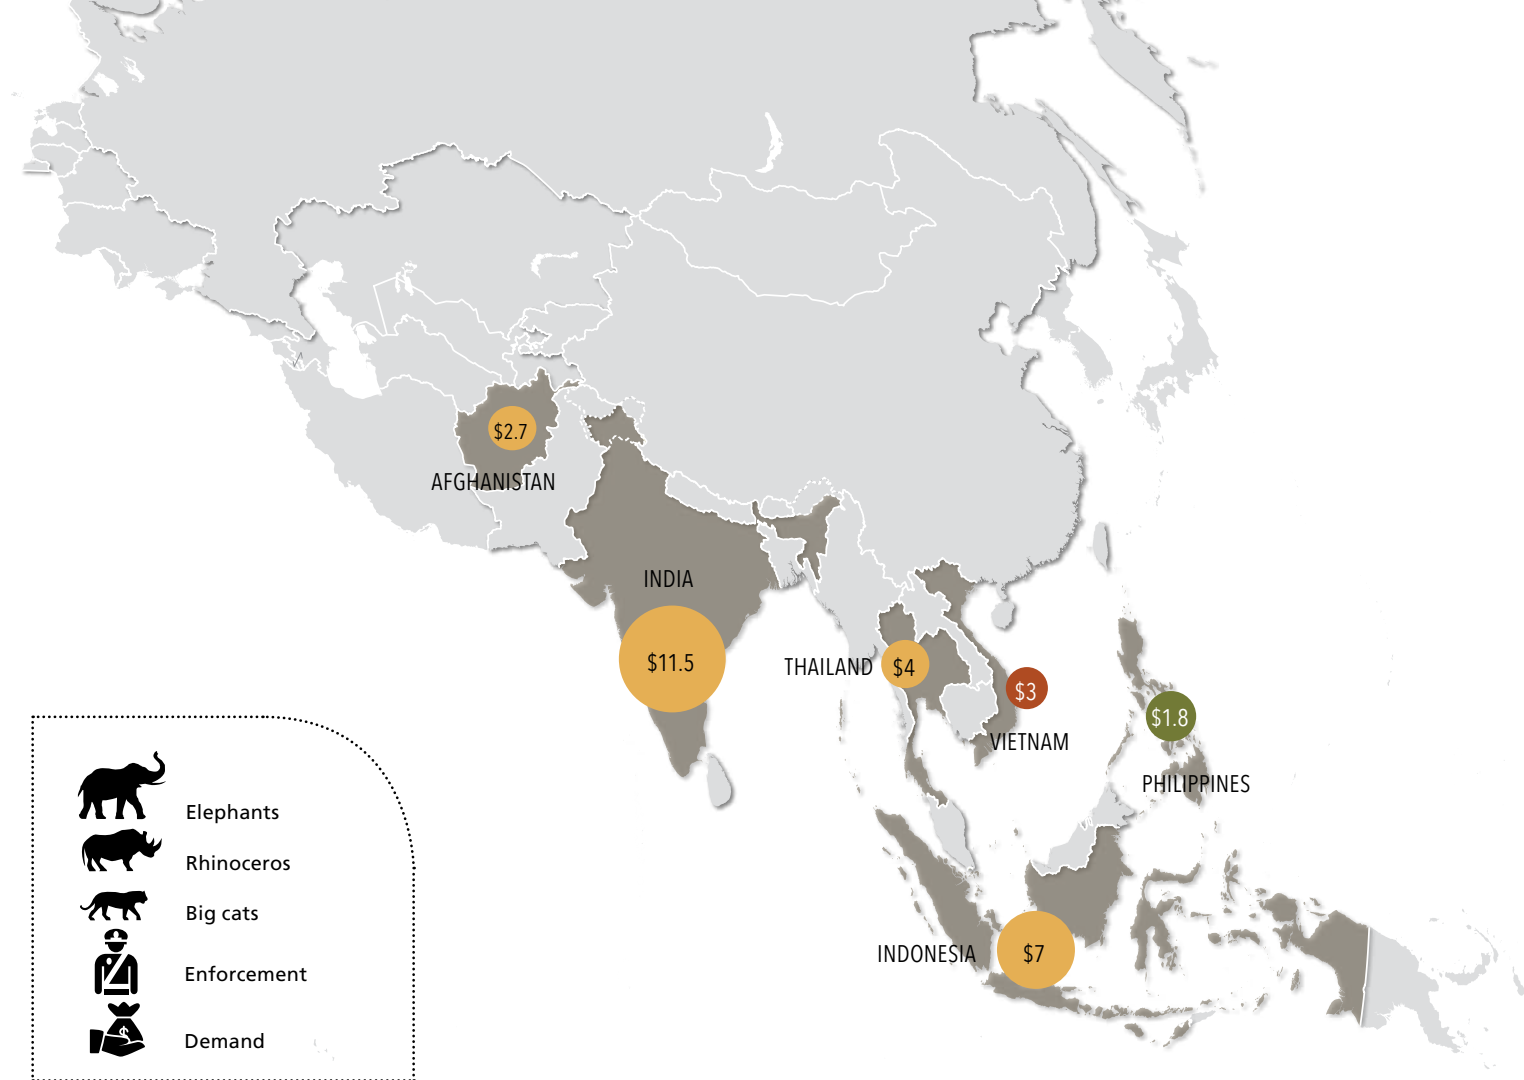 $2.7
AFGHANISTAN
INDIA
$11.5
THAILAND
$4
$3
VIETNAM
$1.8
PHILIPPINES
INDONESIA
$7
Elephants
Rhinoceros
Big cats
Enforcement
$
Demand